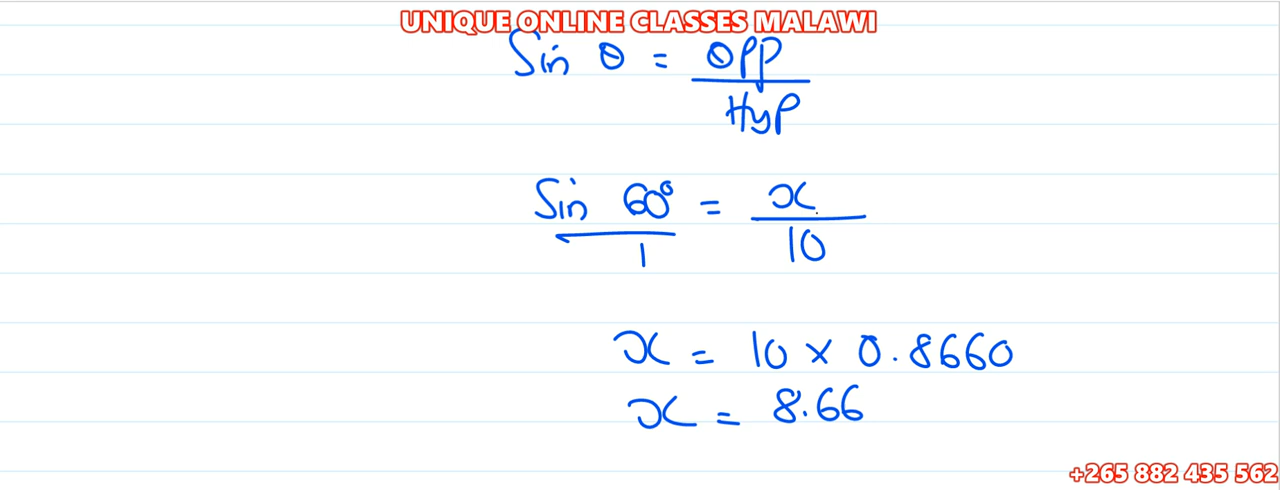 UNIQUE ONLINE CLASSES MALAWI
Sin θ = Opp / Hyp
Sin 60° / 1 = x / 10
x = 10 × 0.8660
x = 8.66
+265 882 435 562